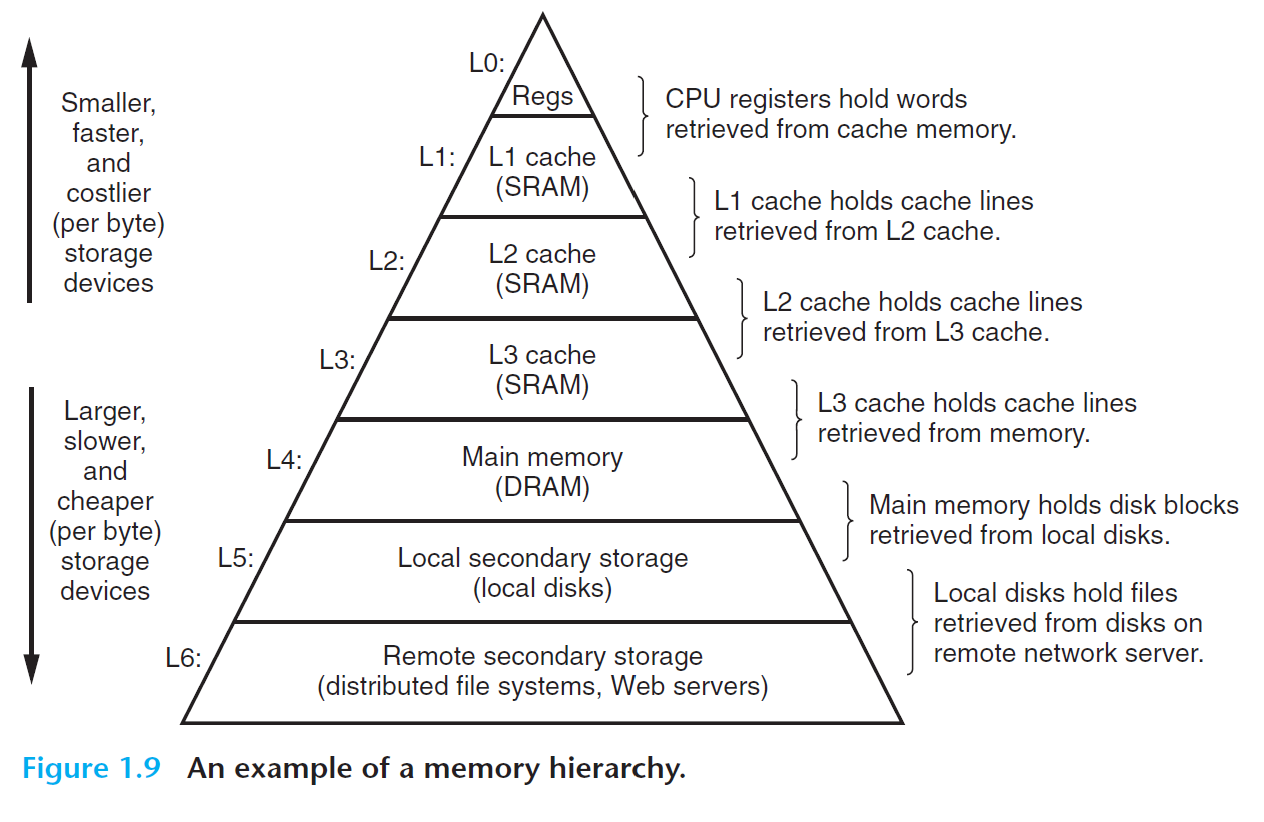 Smaller,
faster,
and
costlier
(per byte)
storage
devices
Larger,
slower,
and
cheaper
(per byte)
storage
devices
L0:
Regs
CPU registers hold words
retrieved from cache memory.
L1:
L1 cache
(SRAM)
L1 cache holds cache lines
retrieved from L2 cache.
L2:
L2 cache
(SRAM)
L2 cache holds cache lines
retrieved from L3 cache.
L3:
L3 cache
(SRAM)
L3 cache holds cache lines
retrieved from memory.
L4:
Main memory
(DRAM)
Main memory holds disk blocks
retrieved from local disks.
L5:
Local secondary storage
(local disks)
Local disks hold files
retrieved from disks on
remote network server.
L6:
Remote secondary storage
(distributed file systems, Web servers)
Figure 1.9 An example of a memory hierarchy.